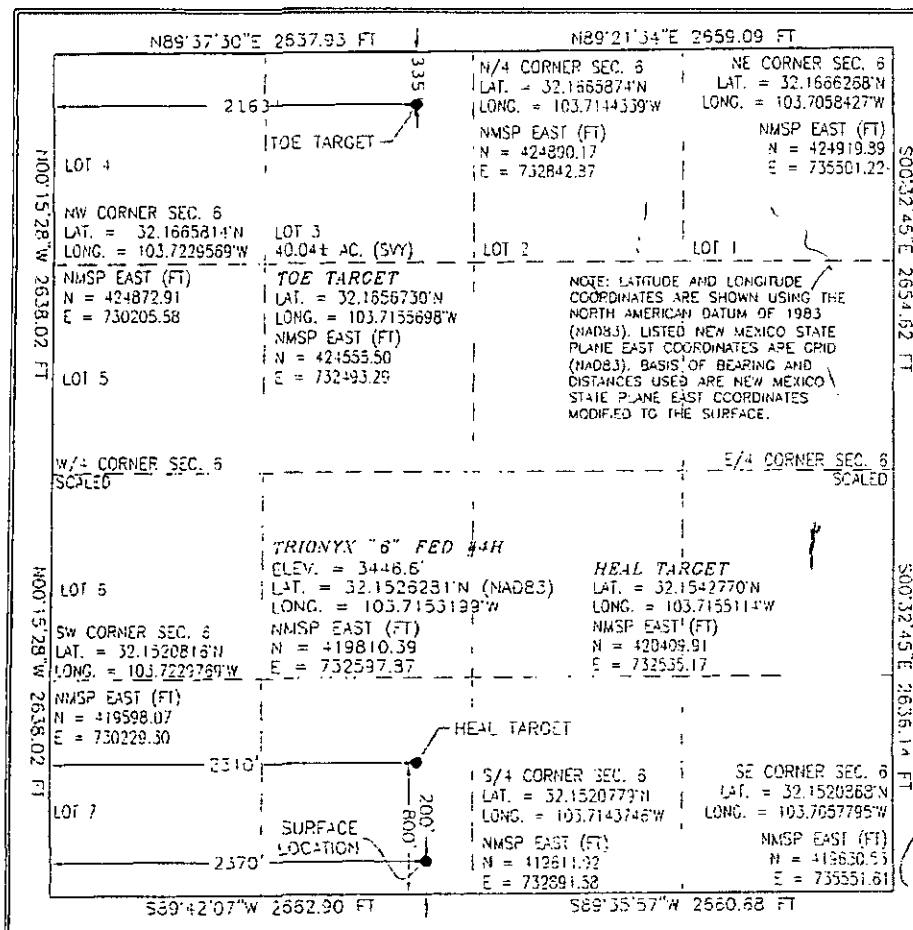 N89°37'30"E 2637.93 FT
N89°21'34"E 2659.09 FT
335'
2163'
TOE TARGET
LOT 4
N/4 CORNER SEC. 6
LAT. = 32.1665874°N
LONG. = 103.7144339°W
NMSP EAST (FT)
N = 424890.17
E = 732842.37
NE CORNER SEC. 6
LAT. = 32.1666268°N
LONG. = 103.7058427°W
NMSP EAST (FT)
N = 424919.39
E = 735501.22
NW CORNER SEC. 6
LAT. = 32.1665814°N
LONG. = 103.7229569°W
NMSP EAST (FT)
N = 424872.91
E = 730205.58
LOT 3
40.04± AC. (SVY)
LOT 2
LOT 1
TOE TARGET
LAT. = 32.1656730°N
LONG. = 103.7155698°W
NMSP EAST (FT)
N = 424555.50
E = 732493.29
NOTE: LATITUDE AND LONGITUDE
COORDINATES ARE SHOWN USING THE
NORTH AMERICAN DATUM OF 1983
(NAD83). LISTED NEW MEXICO STATE
PLANE EAST COORDINATES ARE GRID
(NAD83). BASIS OF BEARING AND
DISTANCES USED ARE NEW MEXICO
STATE PLANE EAST COORDINATES
MODIFIED TO THE SURFACE.
LOT 5
N00°15'28"W 2638.02 FT
S00°32'45"E 2654.62 FT
W/4 CORNER SEC. 6
SCALED
E/4 CORNER SEC. 6
SCALED
TRIONYX "6" FED #4H
ELEV. = 3446.6'
LAT. = 32.1526281°N (NAD83)
LONG. = 103.7153199°W
NMSP EAST (FT)
N = 419810.39
E = 732597.37
HEAL TARGET
LAT. = 32.1542770°N
LONG. = 103.7155114°W
NMSP EAST (FT)
N = 420409.91
E = 732535.17
LOT 6
SW CORNER SEC. 6
LAT. = 32.1520816°N
LONG. = 103.7229769°W
NMSP EAST (FT)
N = 419598.07
E = 730229.30
N00°15'28"W 2638.02 FT
S00°32'45"E 2636.14 FT
HEAL TARGET
2310'
LOT 7
800'
200'
SURFACE
LOCATION
2370'
S/4 CORNER SEC. 6
LAT. = 32.1520779°N
LONG. = 103.7143746°W
NMSP EAST (FT)
E = 732891.38
SE CORNER SEC. 6
LAT. = 32.1520868°N
LONG. = 103.7057795°W
NMSP EAST (FT)
E = 735551.61
S89°42'07"W 2662.90 FT
S89°35'57"W 2660.68 FT